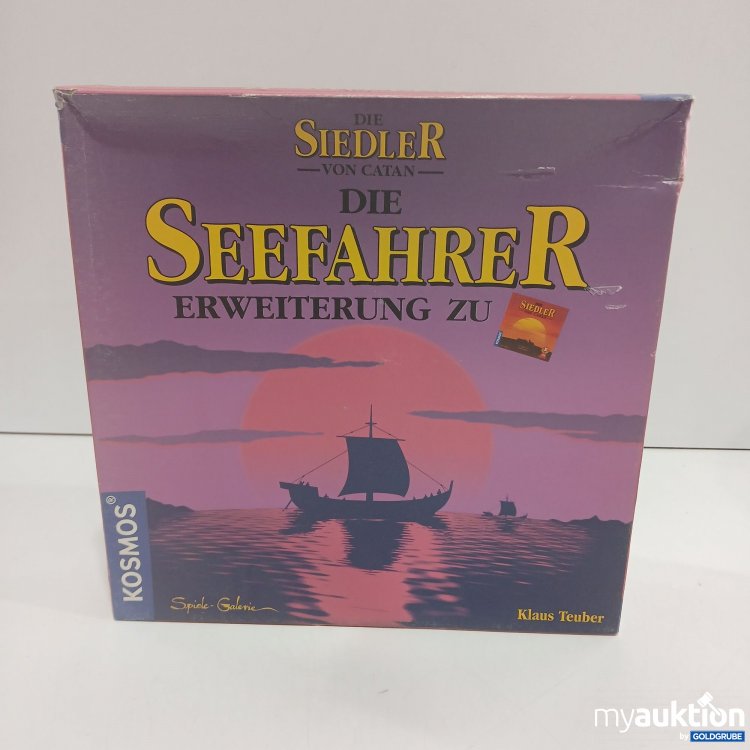 DIE
SIEDLER
VON CATAN
DIE
SEEFAHRER
ERWEITERUNG ZU
SIEDLER
KOSMOS®
Spiele-Galerie
Klaus Teuber
myauktion
by GOLDGRUBE